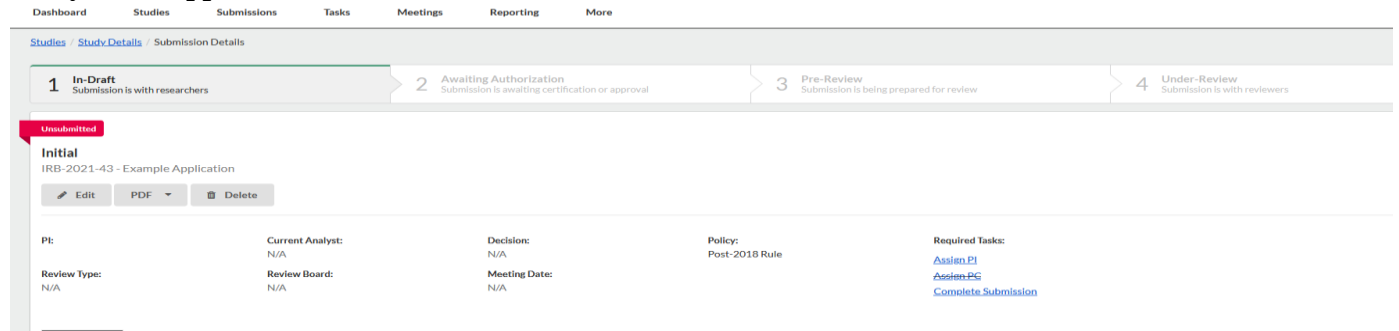 Dashboard Studies Submissions Tasks Meetings Reporting More
Studies / Study Details / Submission Details
1 In-Draft
Submission is with researchers
2 Awaiting Authorization
Submission is awaiting certification or approval
3 Pre-Review
Submission is being prepared for review
4 Under-Review
Submission is with reviewers
Unsubmitted
Initial
IRB-2021-43 - Example Application
Edit PDF Delete
PI: Current Analyst: Decision: Policy: Required Tasks:
N/A N/A Post-2018 Rule
Assign PI
Review Type: Review Board: Meeting Date: Assign PC
N/A N/A N/A
Complete Submission